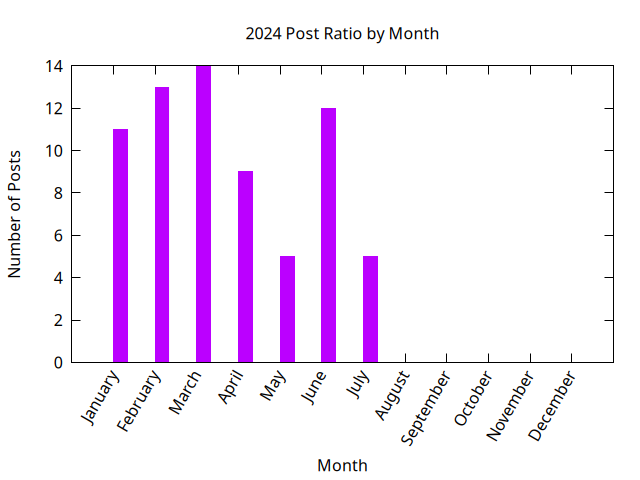 2024 Post Ratio by Month
14
12
10
8
6
4
2
0
Number of Posts
January
February
March
April
May
June
July
August
September
October
November
December
Month